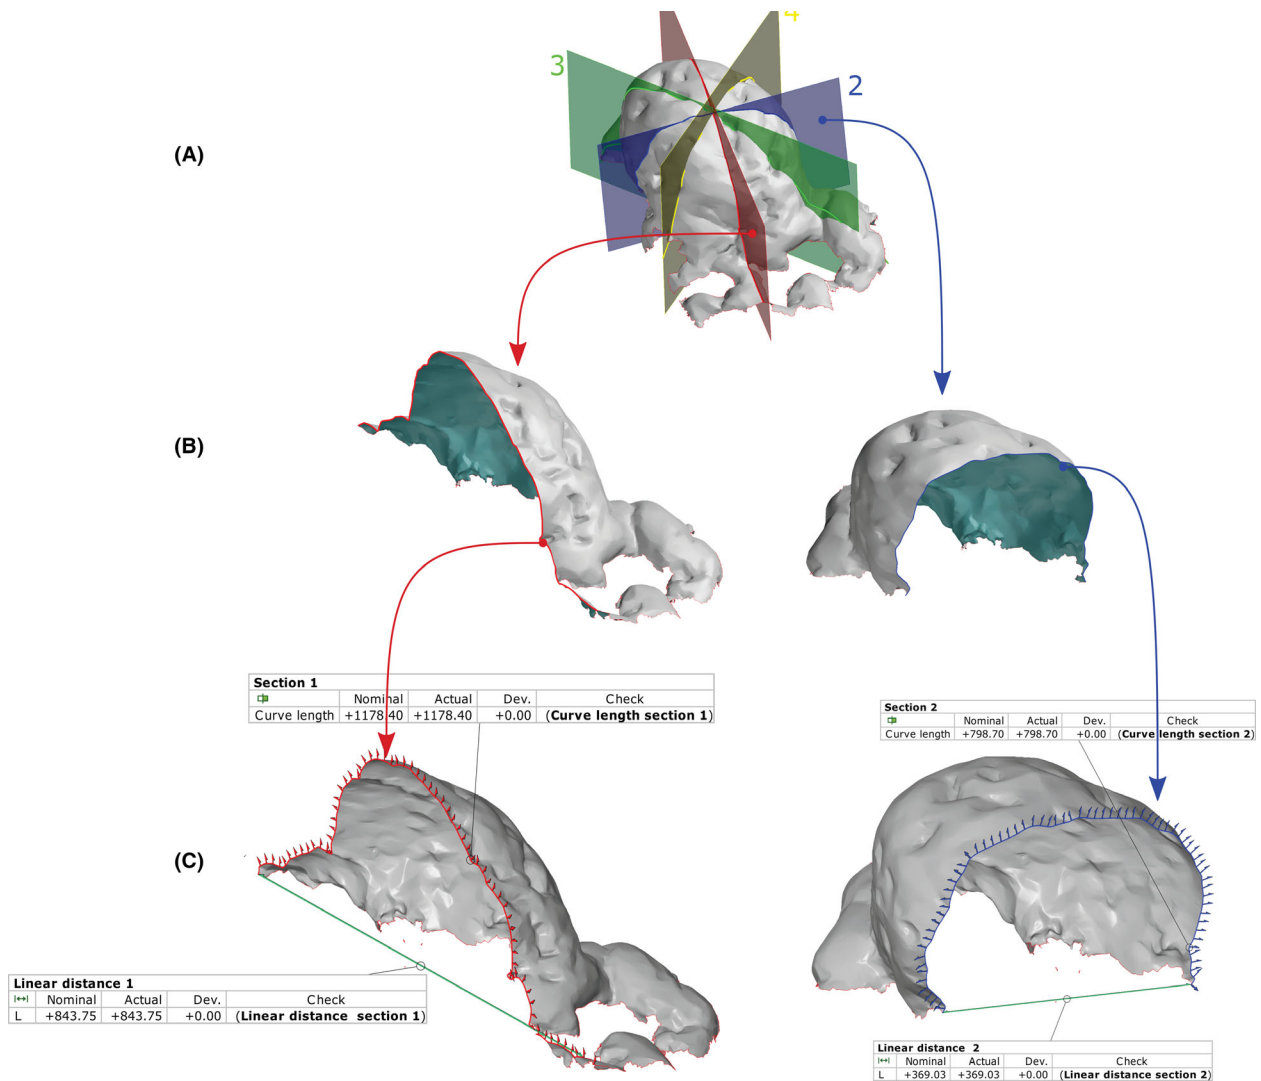 4
3
2
(A)
(B)
Section 1
Nominal Actual Dev. Check
Curve length +1178.40 +1178.40 +0.00 (Curve length section 1)
Section 2
Nominal Actual Dev. Check
Curve length +798.70 +798.70 +0.00 (Curve length section 2)
(C)
Linear distance 1
Nominal Actual Dev. Check
L +843.75 +843.75 +0.00 (Linear distance section 1)
Linear distance 2
Nominal Actual Dev. Check
L +369.03 +369.03 +0.00 (Linear distance section 2)